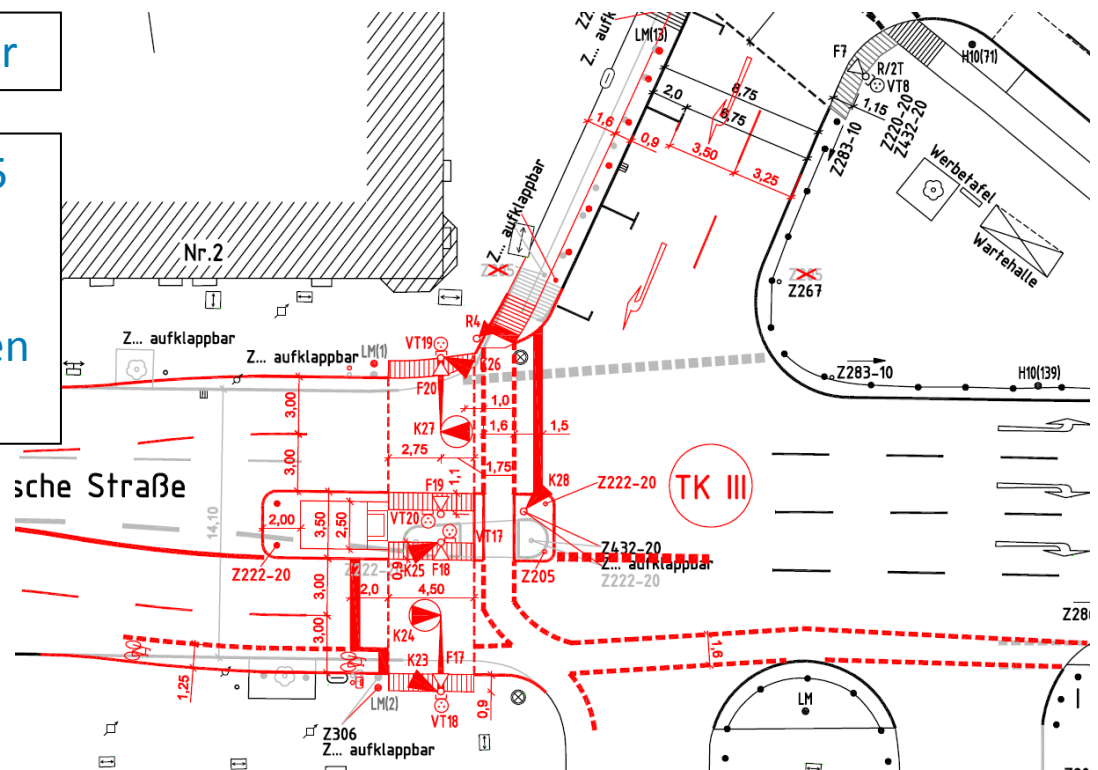 r
5
en
LM(13)
F7
H10(71)
R/2T
VT8
1,15
Z220-20
Z432-20
Z283-10
8,75
6,75
2,0
1,6
0,9
3,50
3,25
Z... aufklappbar
Werbetafel
Wartehalle
Nr.2
Z205
Z267
Z... aufklappbar
Z... aufklappbar
LM(1)
VT19
R4
K26
F20
Z283-10
H10(139)
3,00
1,0
K27
1,6
1,5
2,75
1,75
3,00
sche Straße
F19
1,1
K28
Z222-20
TK III
14,10
2,00
3,50
2,50
VT20
VT17
Z432-20
Z... aufklappbar
Z222-20
Z222-20
Z222-20
K25
F18
0,9
Z205
2,0
4,50
3,00
3,00
K24
K23
F17
1,6
1,25
LM(2)
VT18
0,9
LM
Z306
Z... aufklappbar